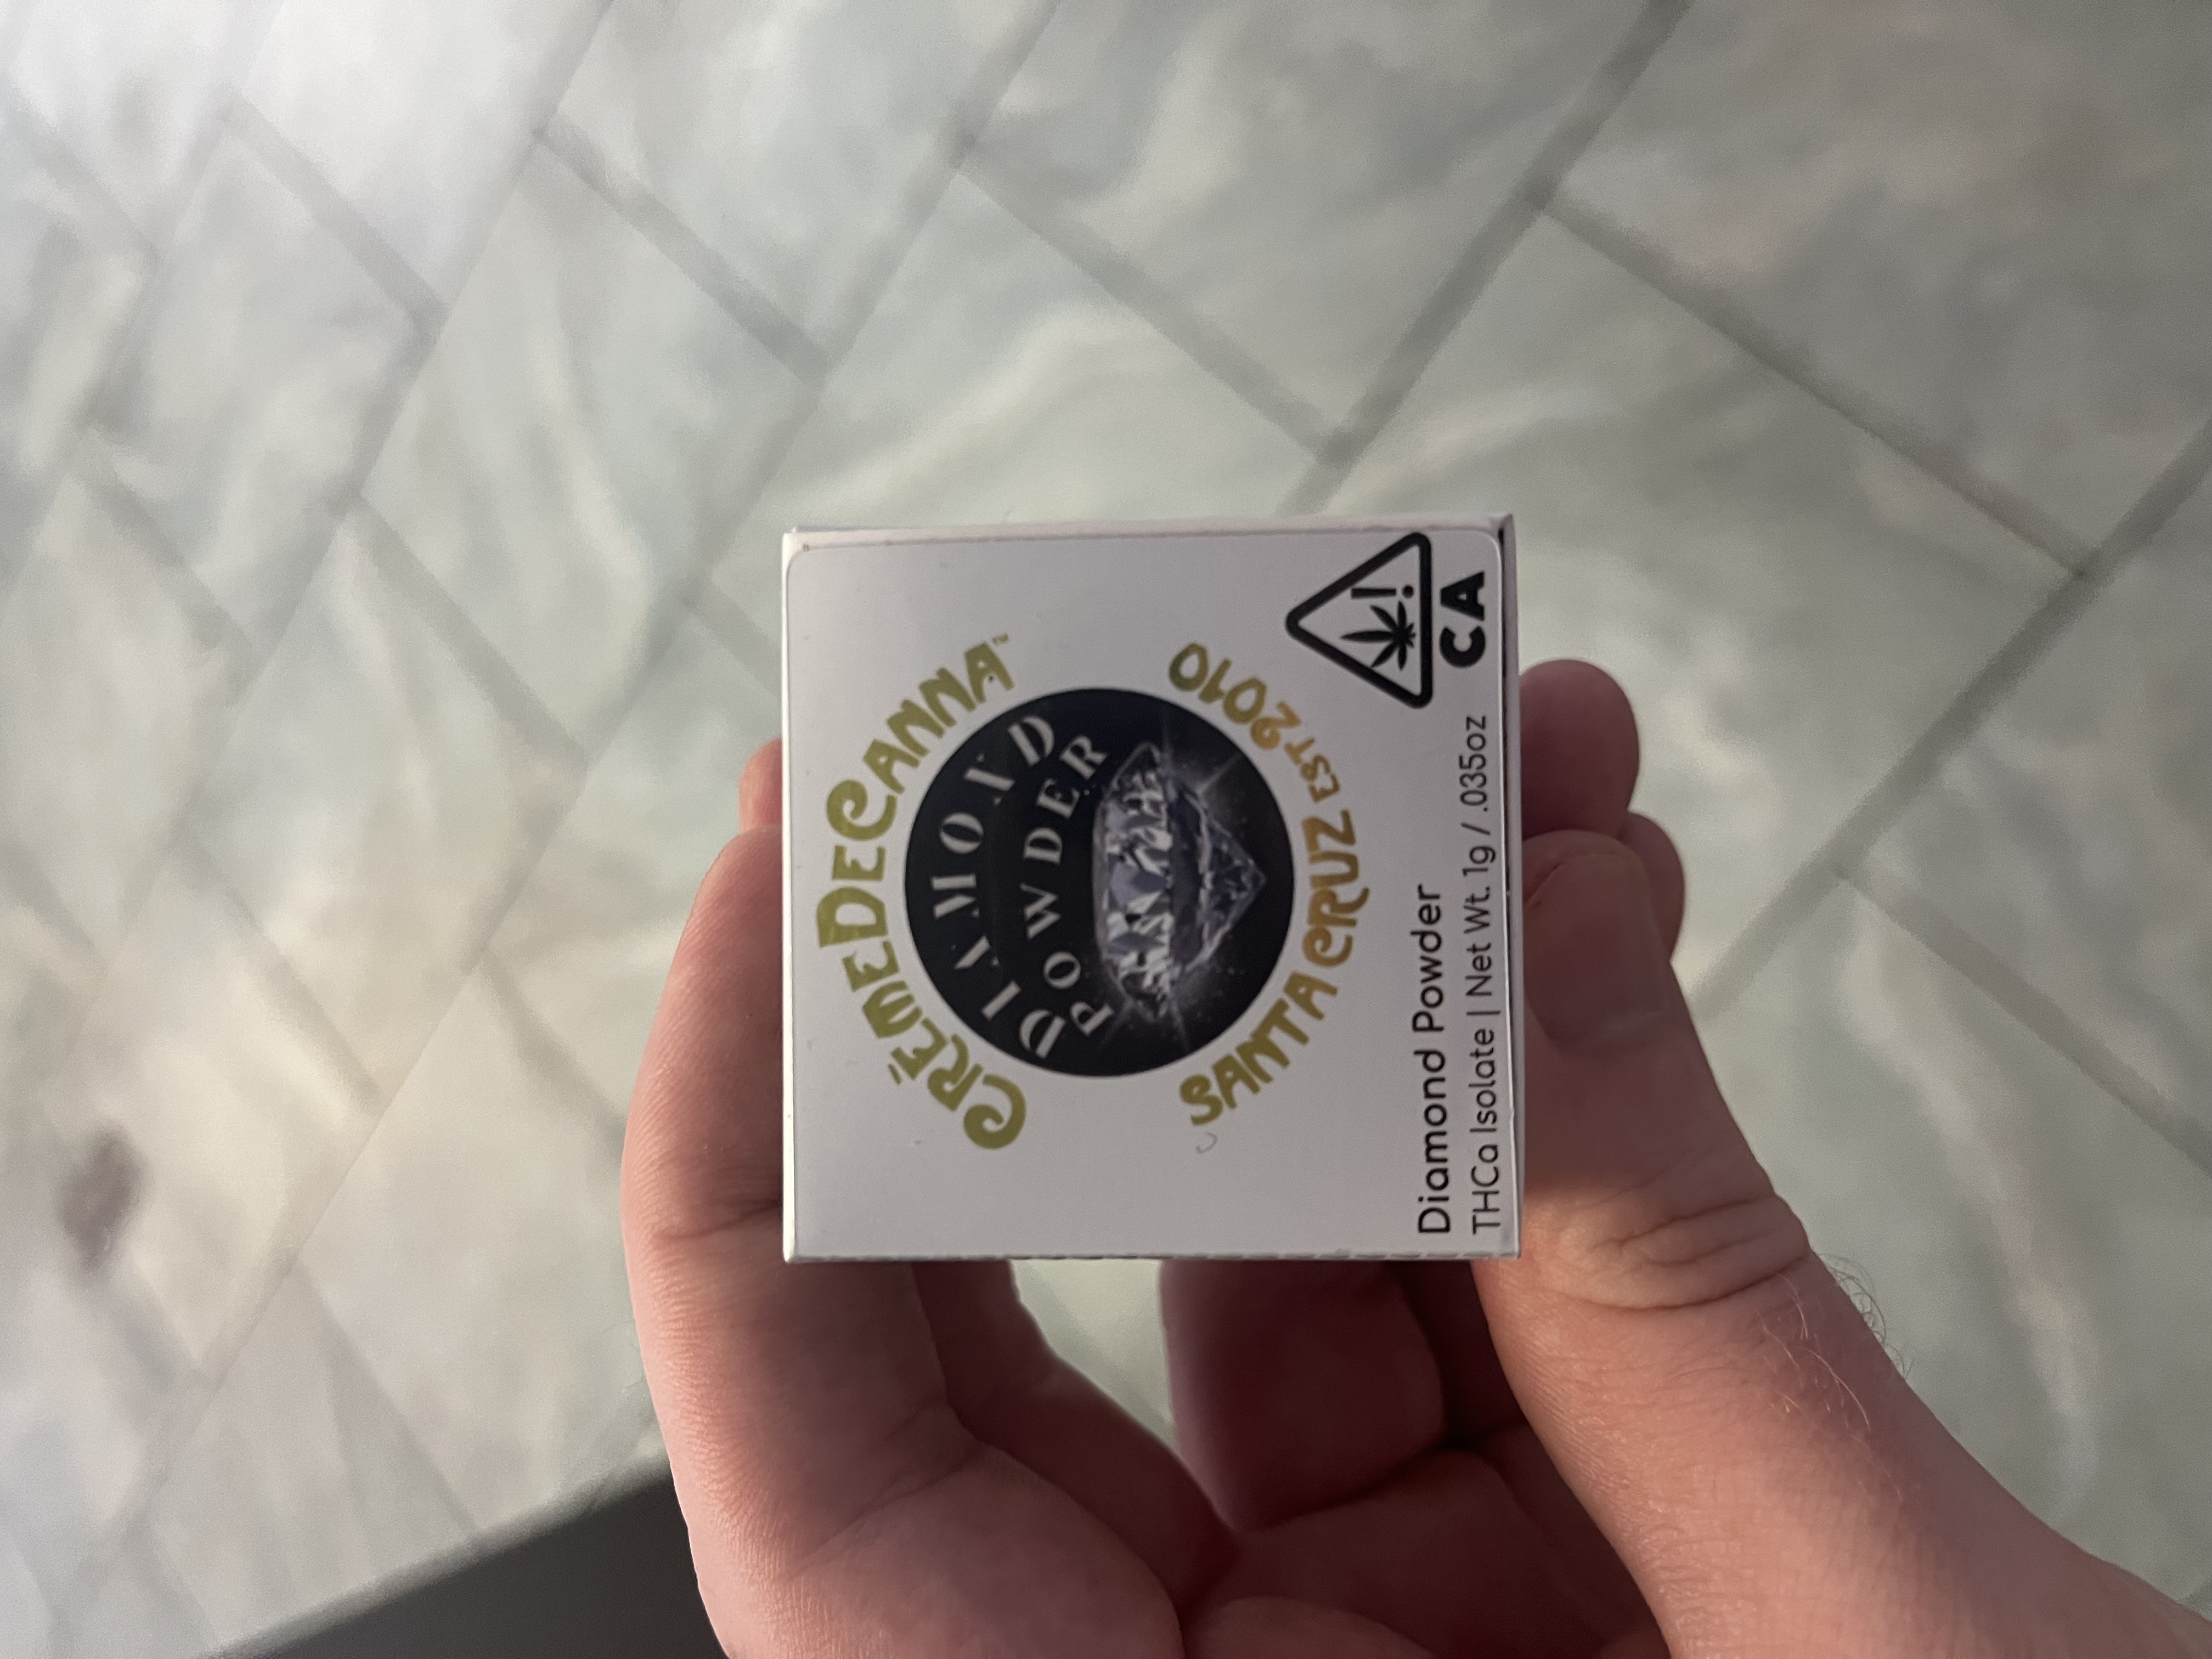 CRÈMEDECANNA™
DIAMOND
POWDER
SANTA CRUZ EST 2010
Diamond Powder
THCa Isolate | Net Wt. 1g / .035oz
!
CA